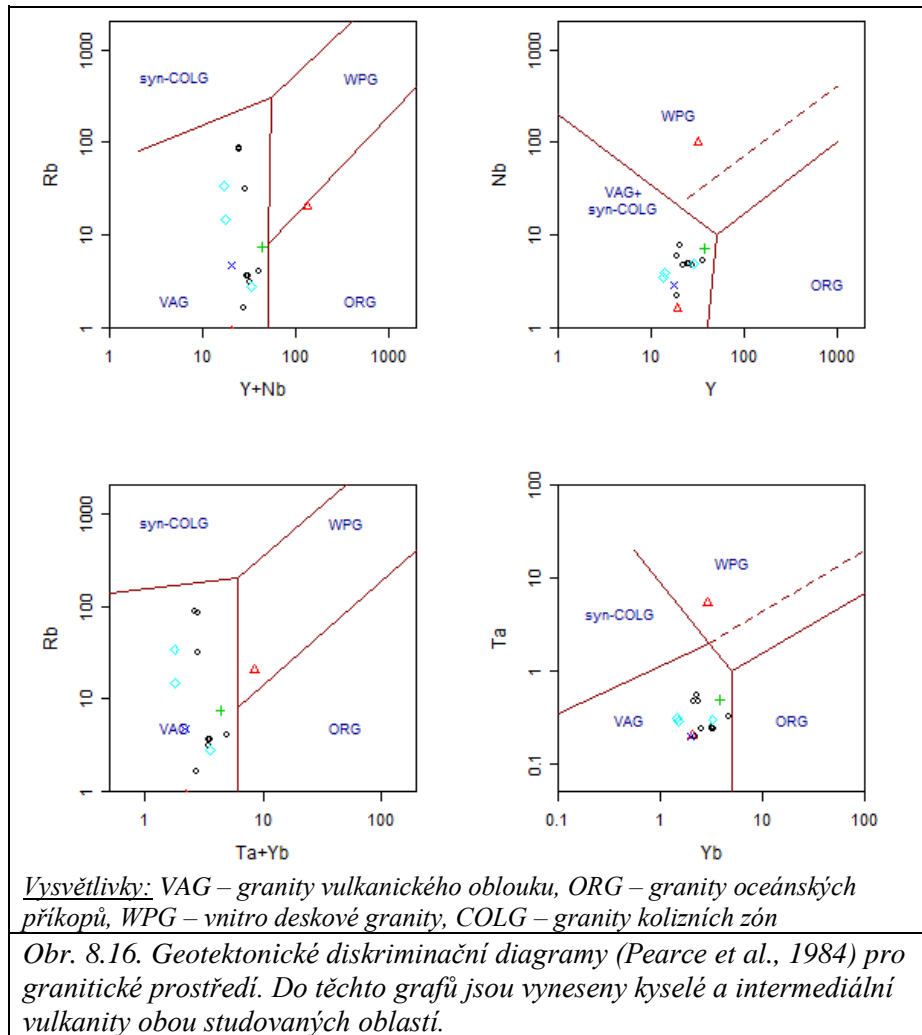 1000
100
10
1
Rb
syn-COLG
WPG
VAG
ORG
1
10
100
1000
Y+Nb
1000
100
10
1
Nb
WPG
VAG+
syn-COLG
ORG
1
10
100
1000
Y
1000
100
10
1
Rb
syn-COLG
WPG
VAG
ORG
1
10
100
Ta+Yb
100
10
1
0.1
Ta
WPG
syn-COLG
VAG
ORG
0.1
1
10
100
Yb
Vysvětlivky: VAG – granity vulkanického oblouku, ORG – granity oceánských
příkopů, WPG – vnitro deskové granity, COLG – granity kolizních zón
Obr. 8.16. Geotektonické diskriminační diagramy (Pearce et al., 1984) pro
granitické prostředí. Do těchto grafů jsou vyneseny kyselé a intermediální
vulkanity obou studovaných oblastí.